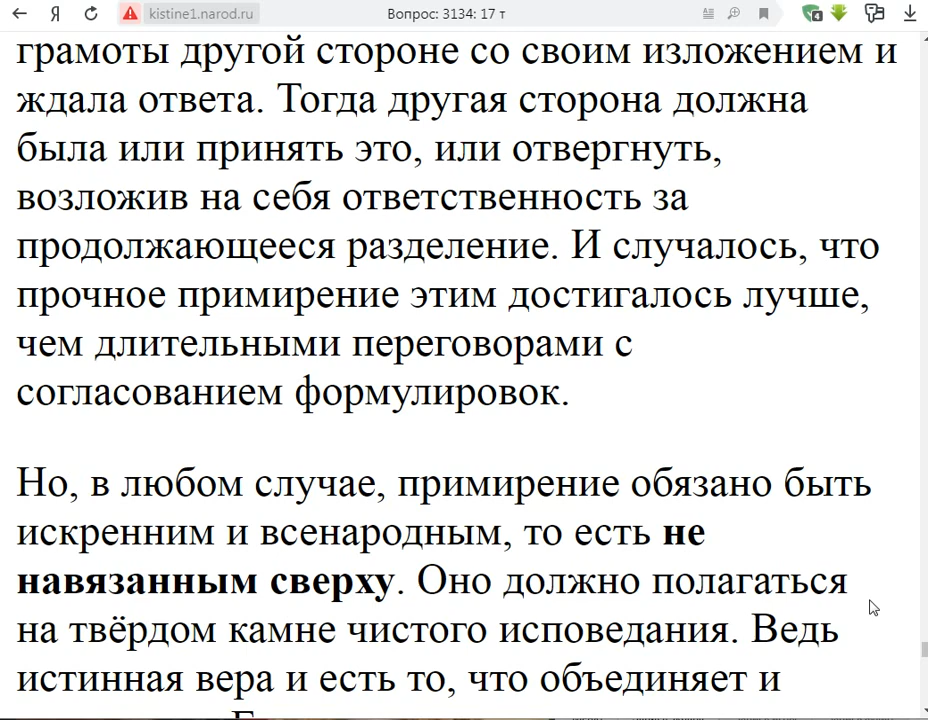 kistine1.narod.ru
Вопрос: 3134: 17 т
4
грамоты другой стороне со своим изложением и
ждала ответа. Тогда другая сторона должна
была или принять это, или отвергнуть,
возложив на себя ответственность за
продолжающееся разделение. И случалось, что
прочное примирение этим достигалось лучше,
чем длительными переговорами с
согласованием формулировок.
Но, в любом случае, примирение обязано быть
искренним и всенародным, то есть не
навязанным сверху. Оно должно полагаться
на твёрдом камне чистого исповедания. Ведь
истинная вера и есть то, что объединяет и